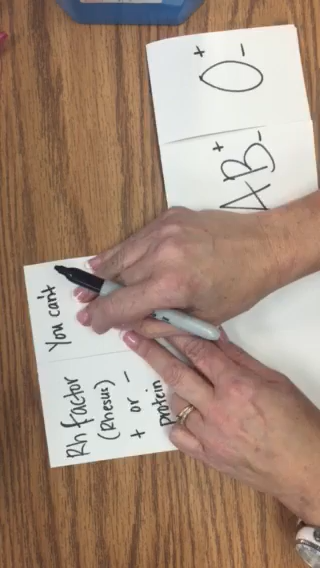 Rh factor
(Rhesus)
+ or -
protein
You can't
AB+-
O+-